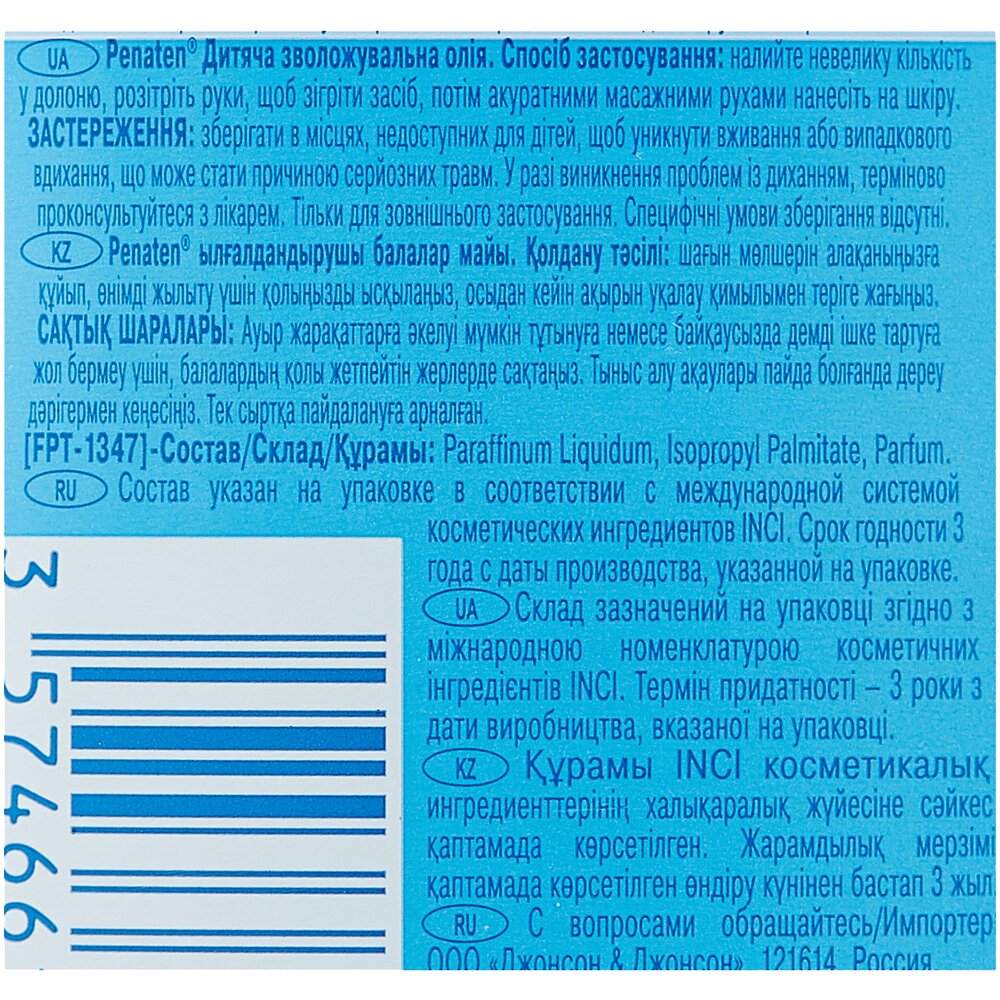 UA Penaten® Дитяча зволожувальна олія. Спосіб застосування: налийте невелику кількість
у долоню, розітріть руки, щоб зігріти засіб, потім акуратними масажними рухами нанесіть на шкіру.
ЗАСТЕРЕЖЕННЯ: зберігати в місцях, недоступних для дітей, щоб уникнути вживання або випадкового
вдихання, що може стати причиною серйозних травм. У разі виникнення проблем із диханням, терміново
проконсультуйтеся з лікарем. Тільки для зовнішнього застосування. Специфічні умови зберігання відсутні.
KZ Penaten® ылғалдандырушы балалар майы. Қолдану тәсілі: шағын мөлшерін алақаныңызға
құйып, өнімді жылыту үшін қолыңызды ысқылаңыз, осыдан кейін ақырын уқалау қимылымен теріге жағыңыз.
САҚТЫҚ ШАРАЛАРЫ: Ауыр жарақаттарға әкелуі мүмкін тұтынуға немесе байқаусызда демді ішке тартуға
жол бермеу үшін, балалардың қолы жетпейтін жерлерде сақтаңыз. Тыныс алу ақаулары пайда болғанда дереу
дәрігермен кеңесіңіз. Тек сыртқа пайдалануға арналған.
[FPT-1347]-Состав/Склад/Құрамы: Paraffinum Liquidum, Isopropyl Palmitate, Parfum.
RU Состав указан на упаковке в соответствии с международной системой
косметических ингредиентов INCI. Срок годности 3
года с даты производства, указанной на упаковке.
UA Склад зазначений на упаковці згідно з
міжнародною номенклатурою косметичних
інгредієнтів INCI. Термін придатності – 3 роки з
дати виробництва, вказаної на упаковці.
KZ Құрамы INCI косметикалық
ингредиенттерінің халықаралық жүйесіне сәйкес
қаптамада көрсетілген. Жарамдылық мерзімі
қаптамада көрсетілген өндіру күнінен бастап 3 жыл.
RU С вопросами обращайтесь/Импортер:
ООО «Джонсон & Джонсон», 121614, Россия,
3 57466